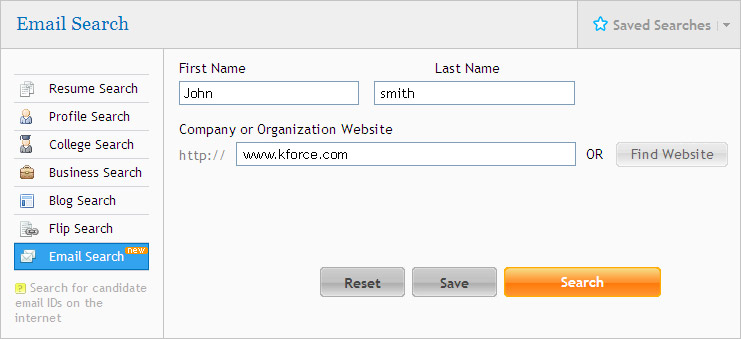 Email Search
Saved Searches
Resume Search
Profile Search
College Search
Business Search
Blog Search
Flip Search
Email Search new
? Search for candidate
email IDs on the
internet
First Name Last Name
John smith
Company or Organization Website
http:// www.kforce.com OR Find Website
Reset Save Search